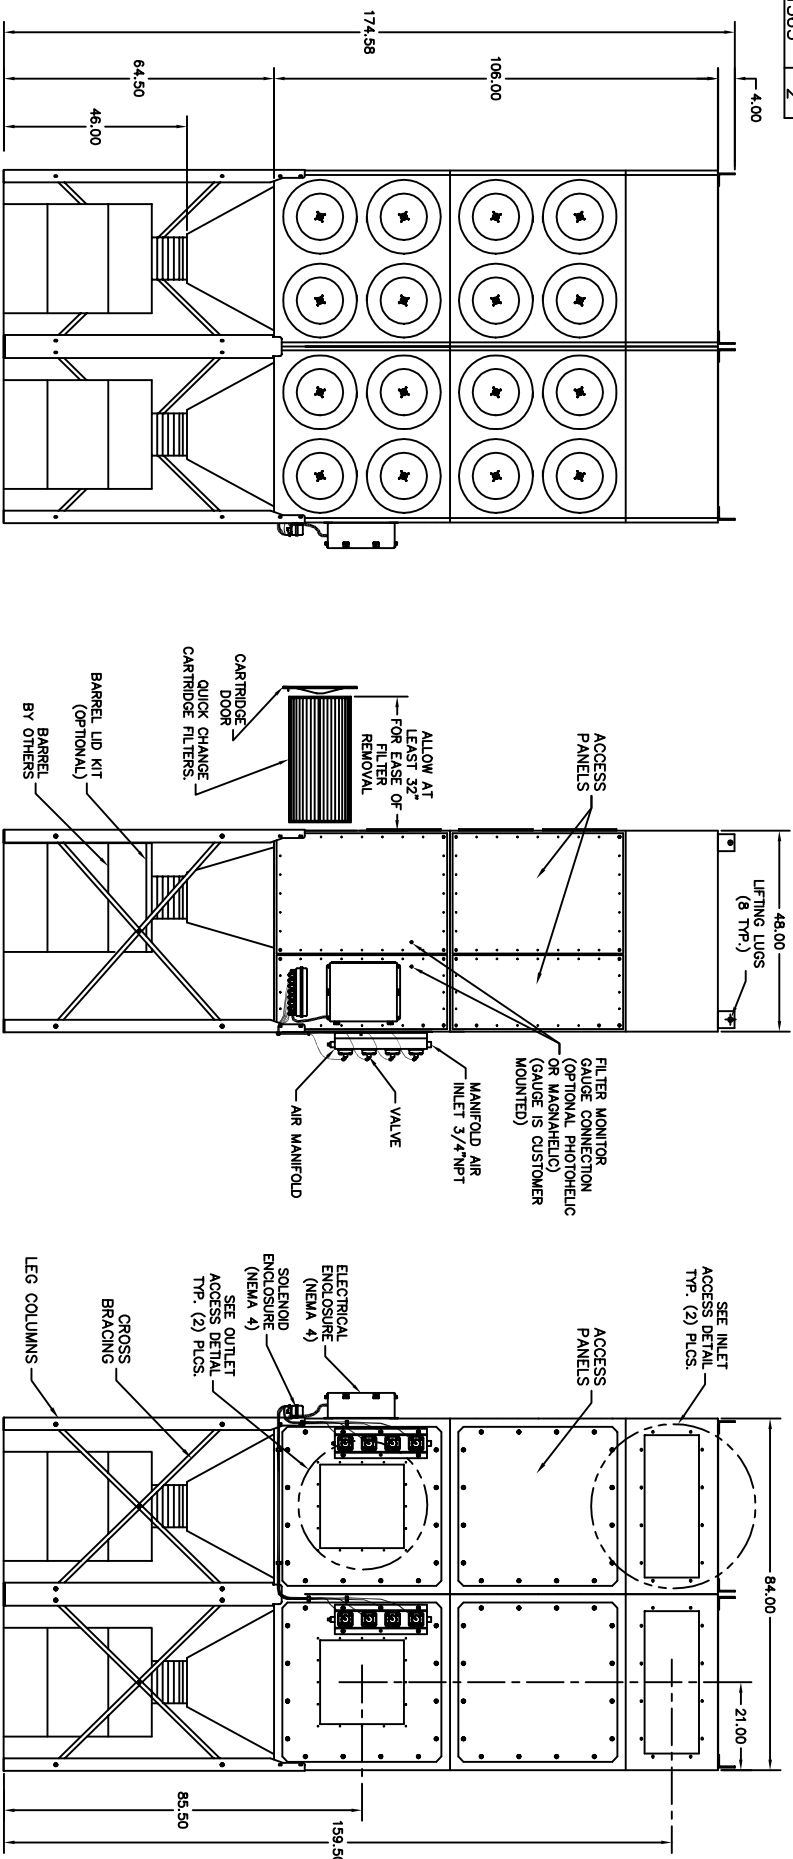 2
174.58
64.50
106.00
4.00
46.00
CARTRIDGE
DOOR
QUICK CHANGE
CARTRIDGE FILTERS.
BARREL LID KIT
(OPTIONAL)
BARREL
BY OTHERS
ALLOW AT
LEAST 32"
FOR EASE OF
FILTER
REMOVAL
ACCESS
PANELS
48.00
LIFTING LUGS
(8 TYP.)
FILTER MONITOR
GAUGE CONNECTION
(OPTIONAL PHOTOHELIC
OR MAGNAHELIC)
(GAUGE IS CUSTOMER
MOUNTED)
MANIFOLD AIR
INLET 3/4"NPT
VALVE
AIR MANIFOLD
SEE INLET
ACCESS DETAIL
TYP. (2) PLCS.
ACCESS
PANELS
ELECTRICAL
ENCLOSURE
(NEMA 4)
SOLENOID
ENCLOSURE
(NEMA 4)
SEE OUTLET
ACCESS DETIAL
TYP. (2) PLCS.
CROSS
BRACING
LEG COLUMNS
84.00
21.00
85.50
159.50